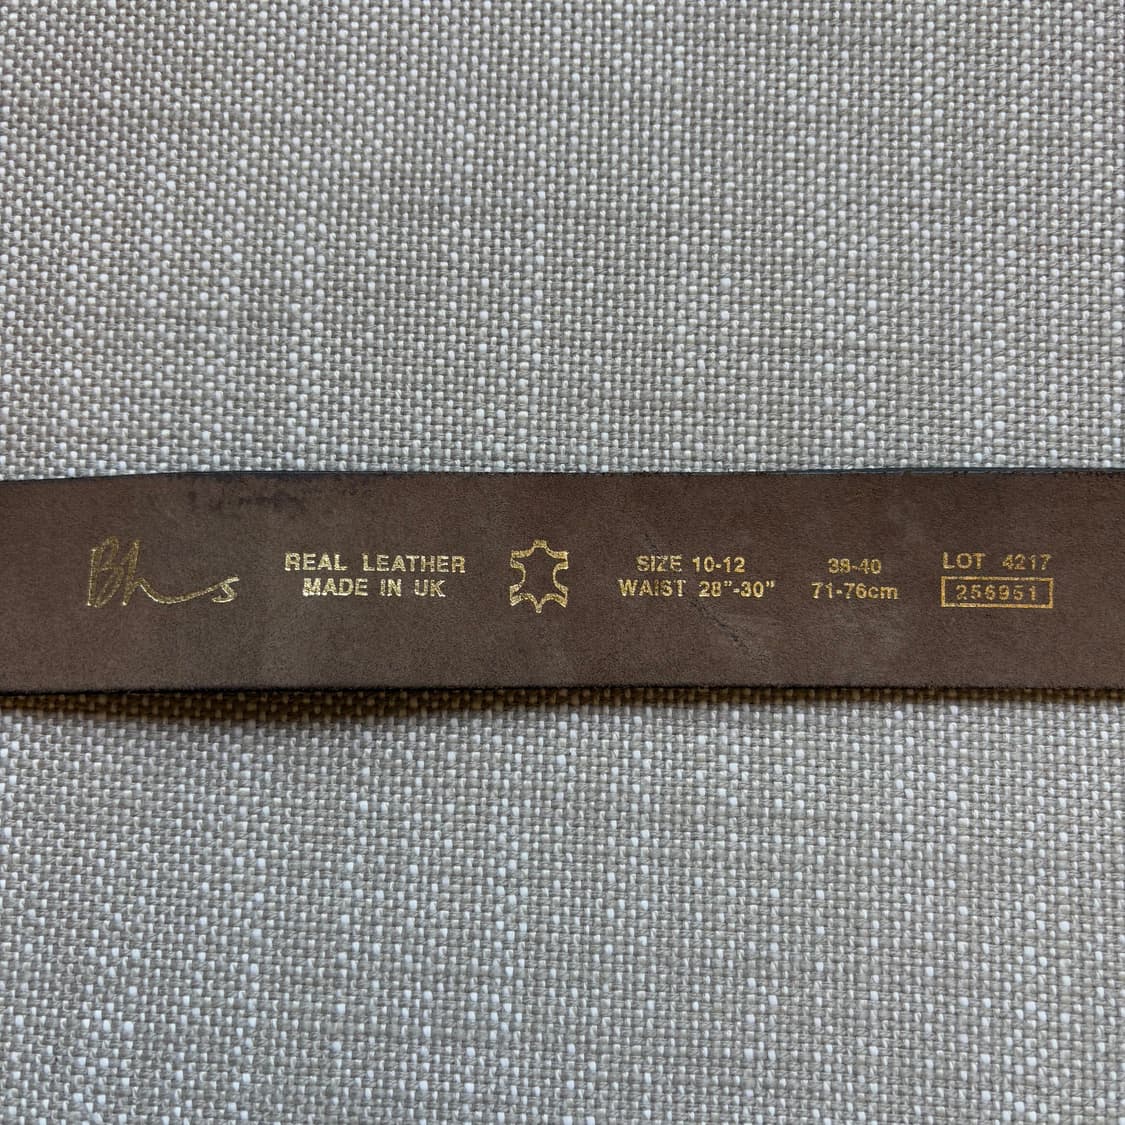 Bhs
REAL LEATHER
MADE IN UK
SIZE 10-12
WAIST 28”-30”
38-40
71-76cm
LOT 4217
256951